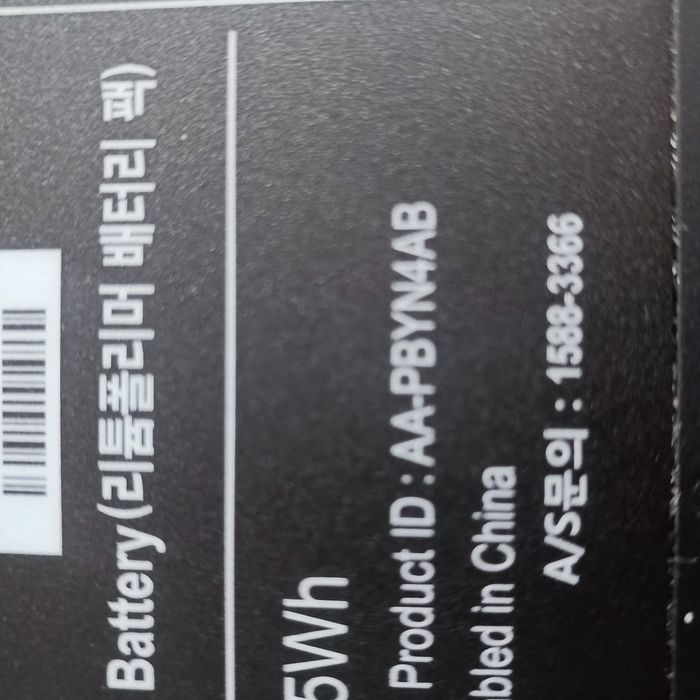 Battery(리튬폴리머 배터리 팩)
5Wh
Product ID : AA-PBYN4AB
bled in China
A/S문의 : 1588-3366